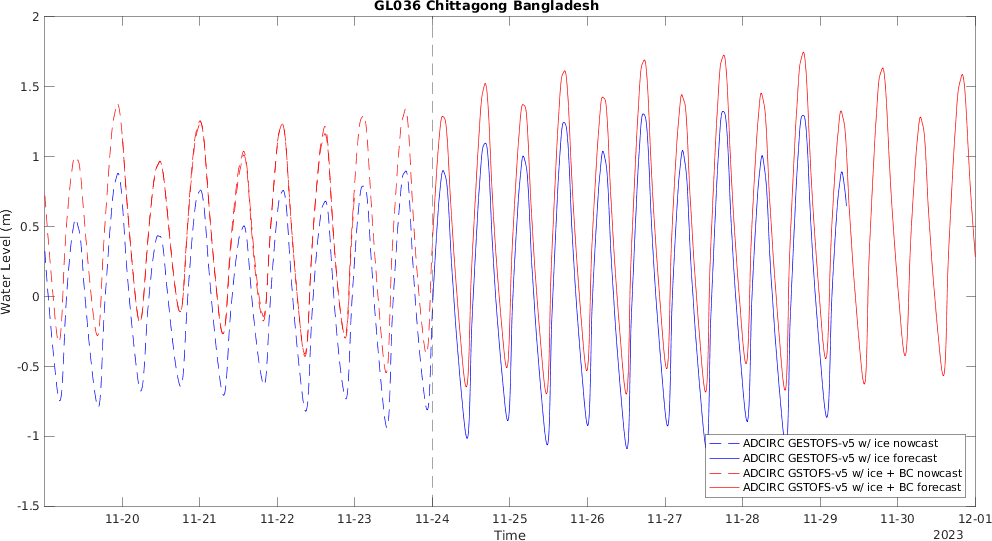 GL036 Chittagong Bangladesh
2
1.5
1
0.5
0
-0.5
-1
-1.5
Water Level (m)
ADCIRC GESTOFS-v5 w/ ice nowcast
ADCIRC GESTOFS-v5 w/ ice forecast
ADCIRC GSTOFS-v5 w/ ice + BC nowcast
ADCIRC GSTOFS-v5 w/ ice + BC forecast
11-20 11-21 11-22 11-23 11-24 11-25 11-26 11-27 11-28 11-29 11-30 12-01
Time
2023